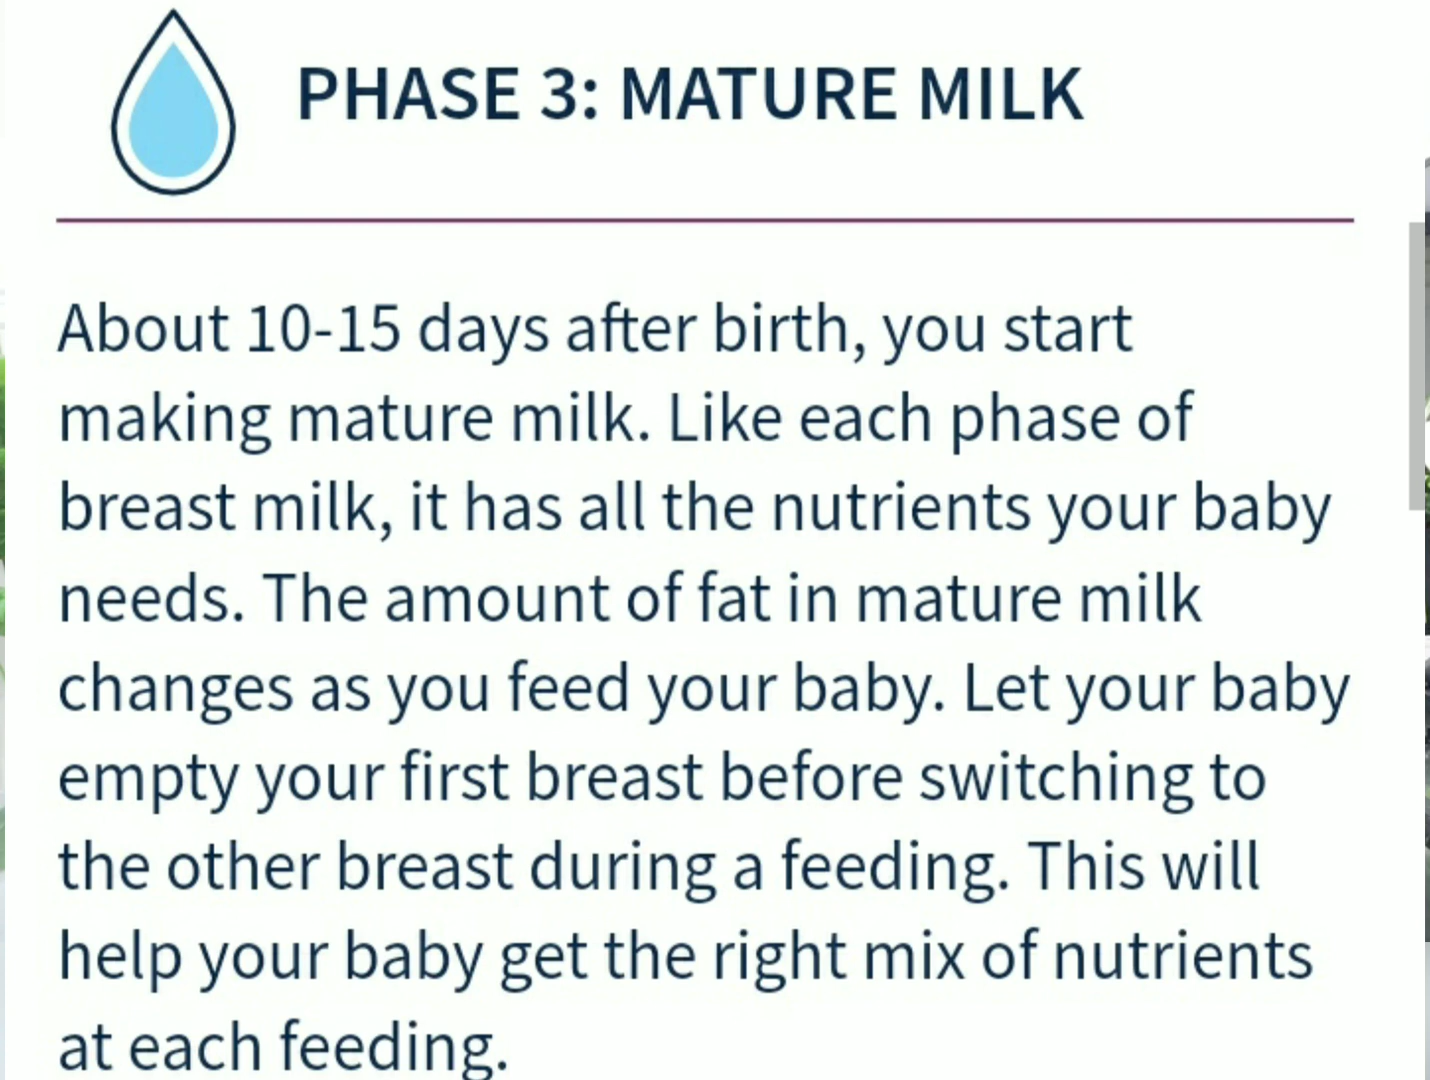 PHASE 3: MATURE MILK
About 10-15 days after birth, you start
making mature milk. Like each phase of
breast milk, it has all the nutrients your baby
needs. The amount of fat in mature milk
changes as you feed your baby. Let your baby
empty your first breast before switching to
the other breast during a feeding. This will
help your baby get the right mix of nutrients
at each feeding.